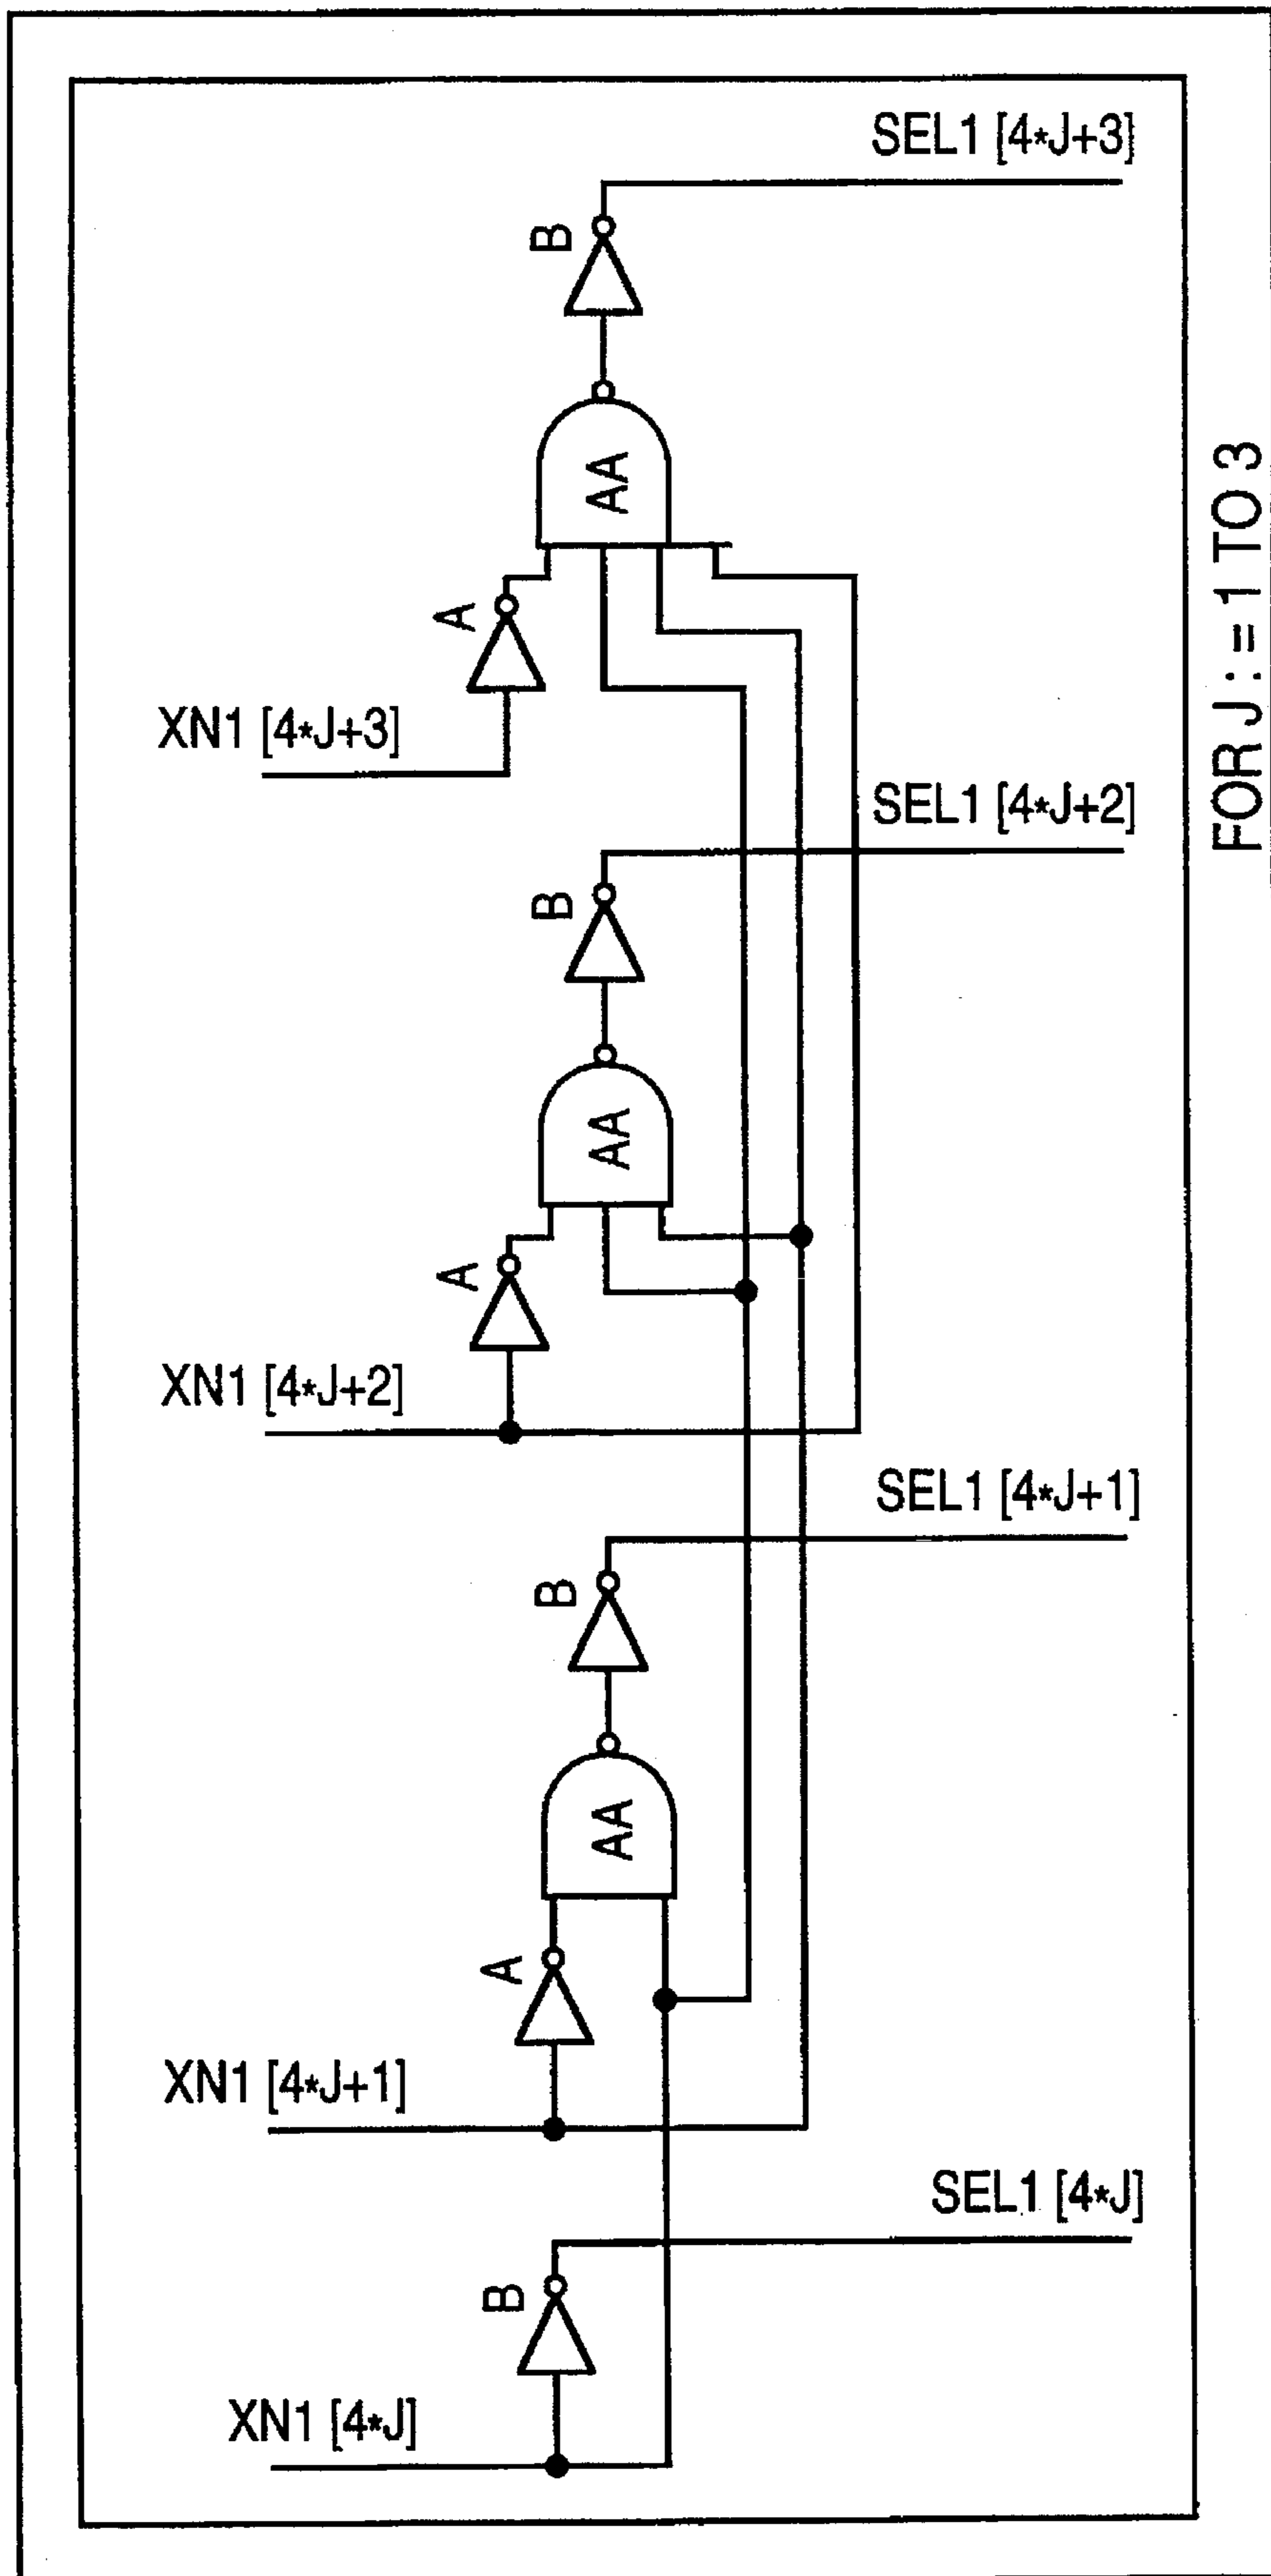 SEL1 [4*J+3]
B
AA
A
XN1 [4*J+3]
SEL1 [4*J+2]
B
AA
A
XN1 [4*J+2]
SEL1 [4*J+1]
B
AA
A
XN1 [4*J+1]
SEL1 [4*J]
B
XN1 [4*J]
FOR J : = 1 TO 3